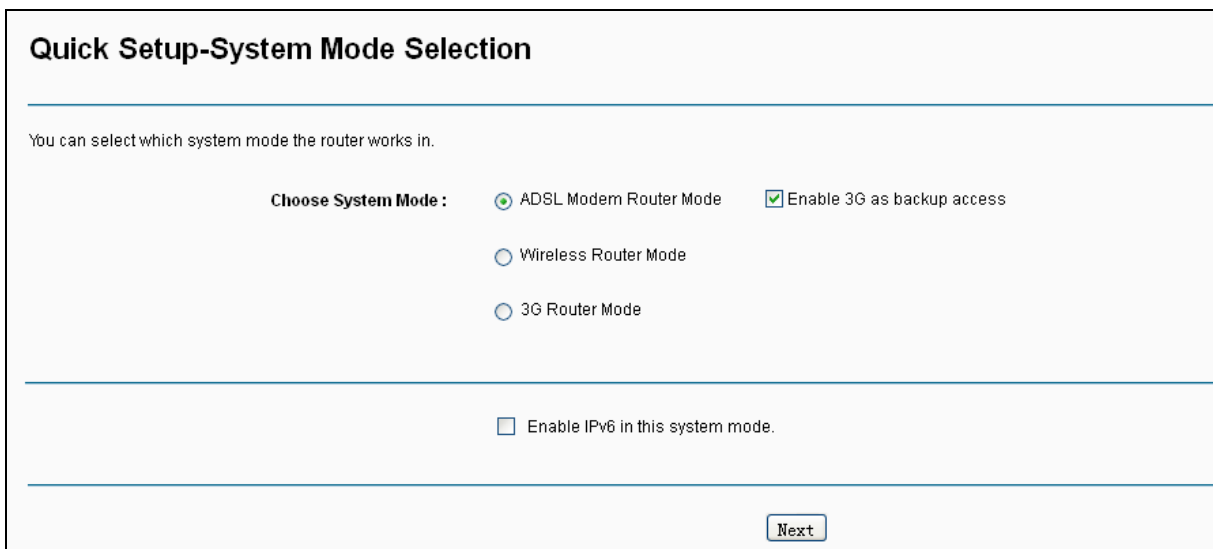 Quick Setup-System Mode Selection
You can select which system mode the router works in.
Choose System Mode : ADSL Modem Router Mode Enable 3G as backup access
Wireless Router Mode
3G Router Mode
Enable IPv6 in this system mode.
Next